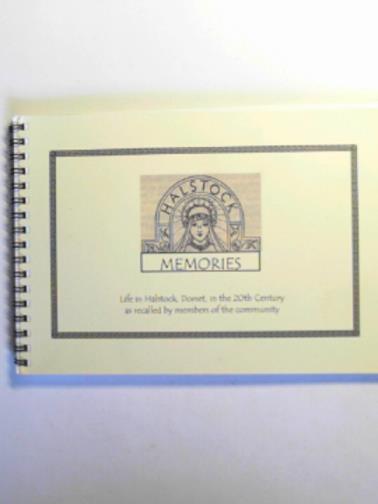 HALSTOCK
MEMORIES
Life in Halstock, Dorset, in the 20th Century
as recalled by members of the community